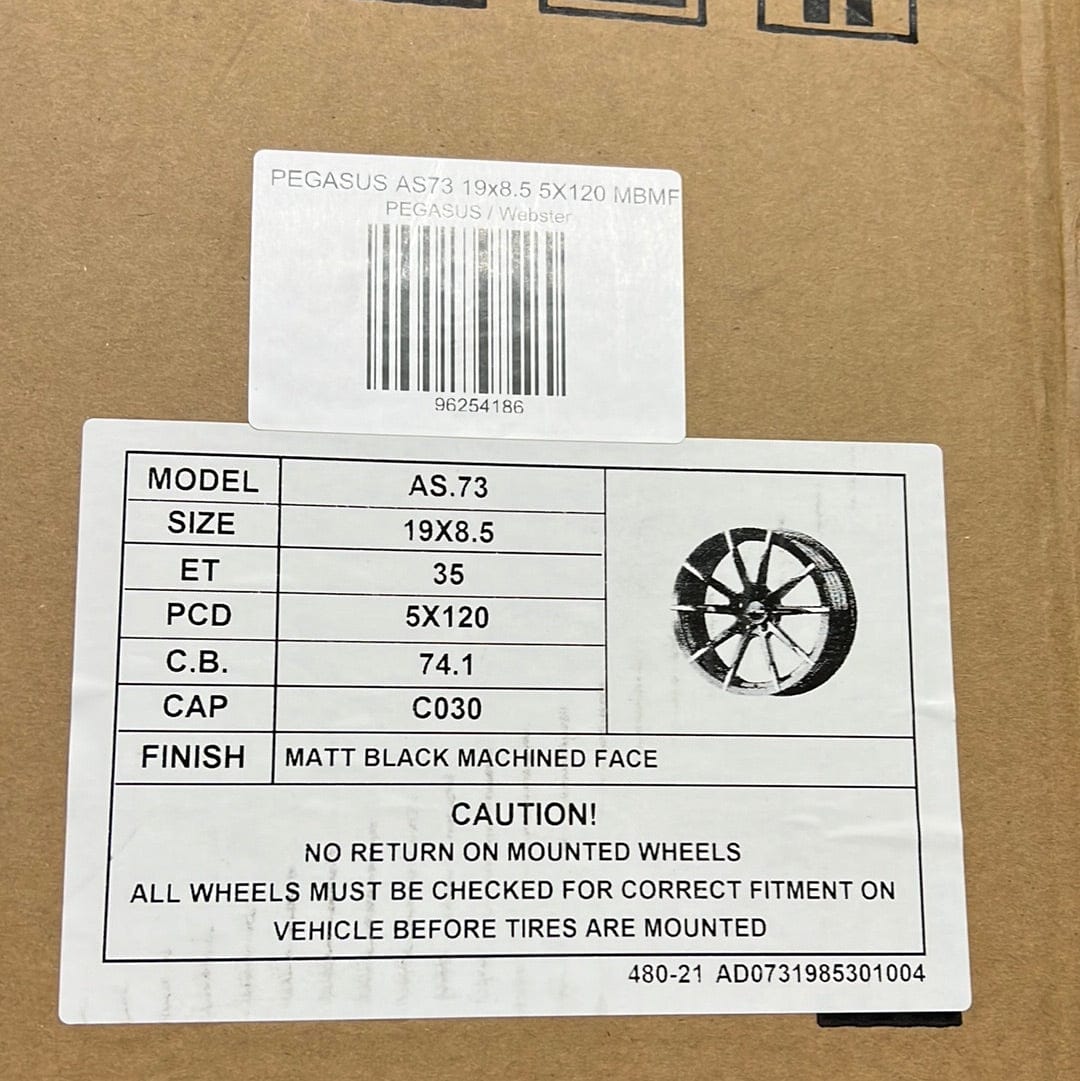 PEGASUS AS73 19x8.5 5X120 MBMF
PEGASUS / Webster
96254186
MODEL AS.73
SIZE 19X8.5
ET 35
PCD 5X120
C.B. 74.1
CAP C030
FINISH MATT BLACK MACHINED FACE
CAUTION!
NO RETURN ON MOUNTED WHEELS
ALL WHEELS MUST BE CHECKED FOR CORRECT FITMENT ON
VEHICLE BEFORE TIRES ARE MOUNTED
480-21 AD0731985301004